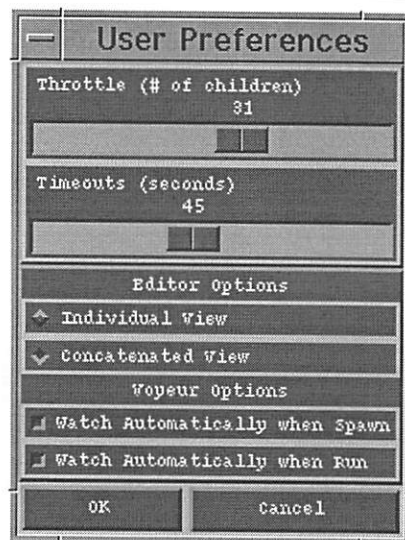 User Preferences
Throttle (# of children)
31
Timeouts (seconds)
45
Editor Options
Individual View
Concatenated View
Voyeur Options
Watch Automatically when Spawn
Watch Automatically when Run
OK
Cancel